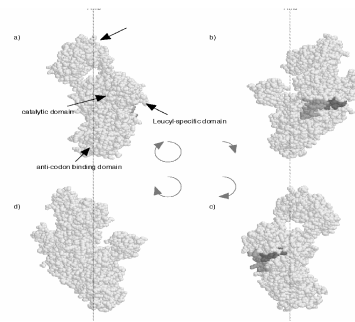 a)
b)
catalytic domain
Leucyl-specific domain
anti-codon binding domain
d)
c)